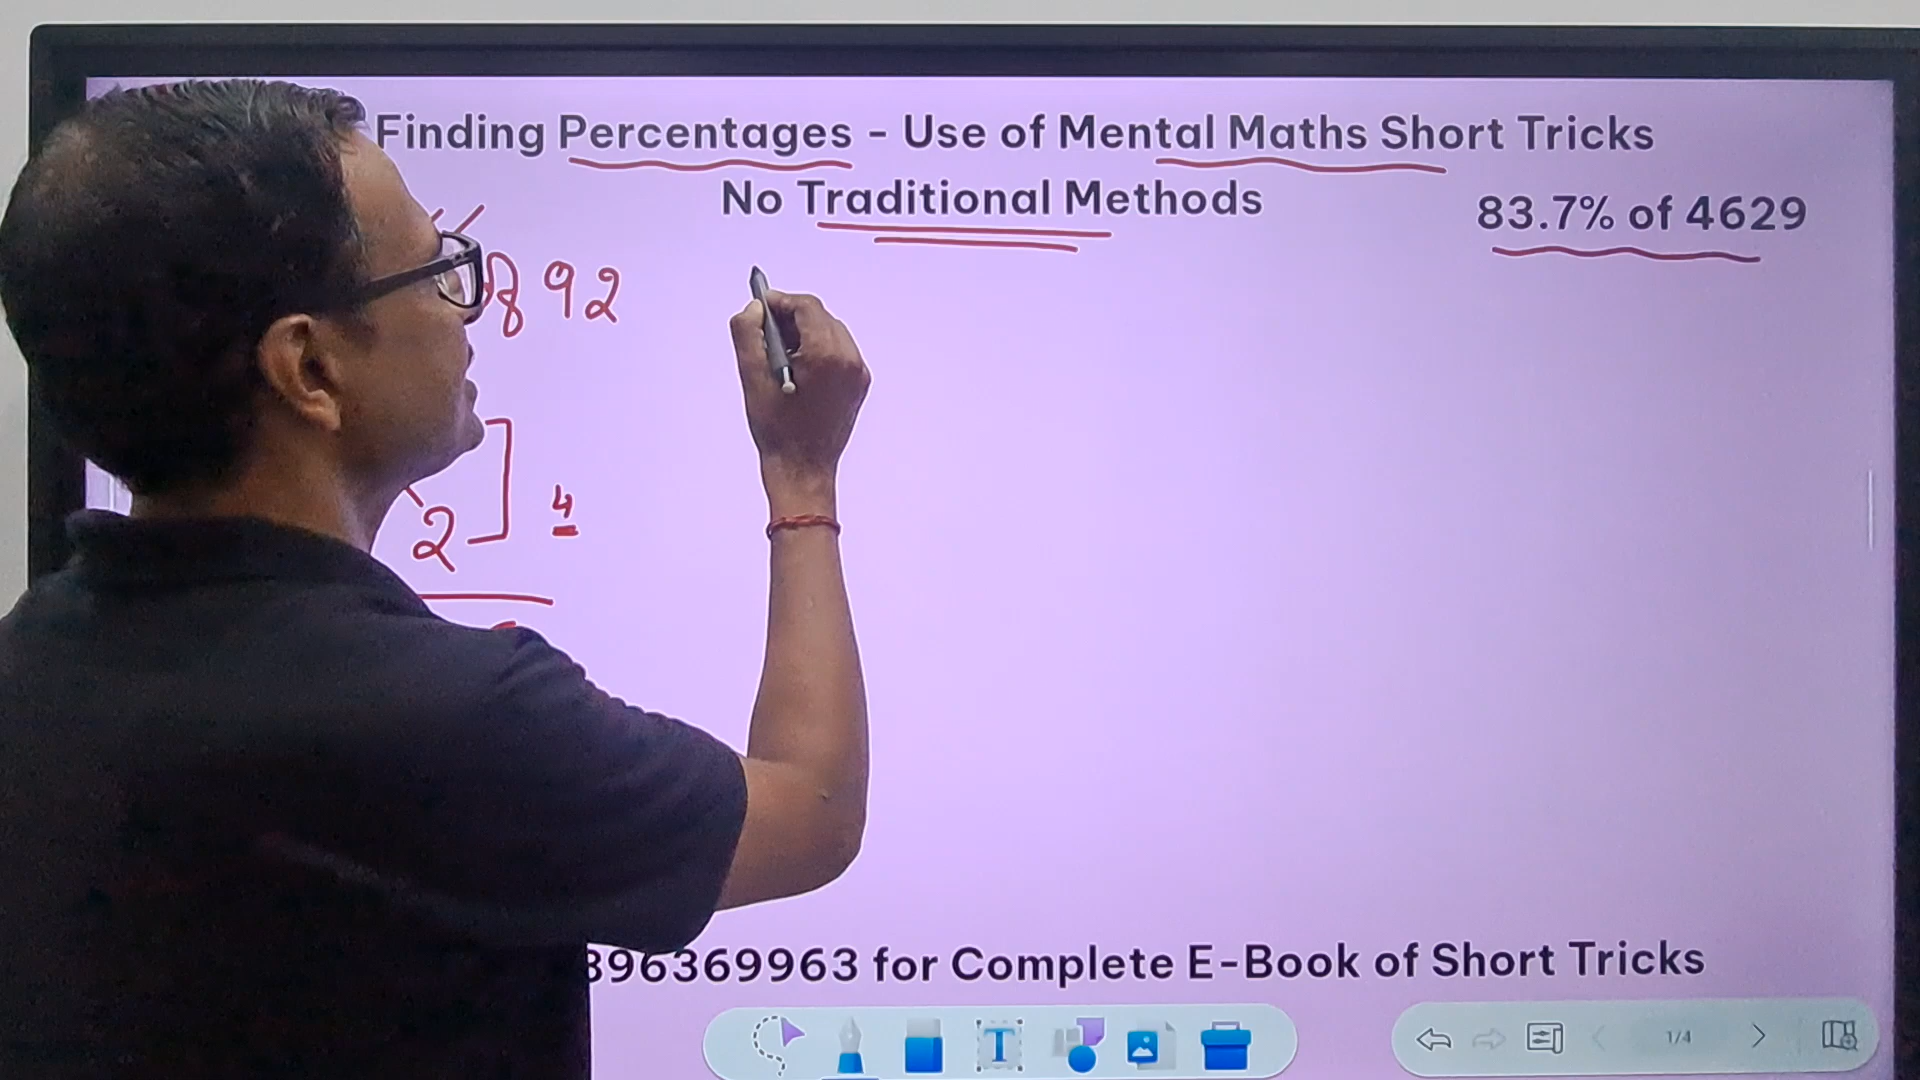 Finding Percentages - Use of Mental Maths Short Tricks
No Traditional Methods
83.7% of 4629
892
4
2
896369963 for Complete E-Book of Short Tricks
T
1/4